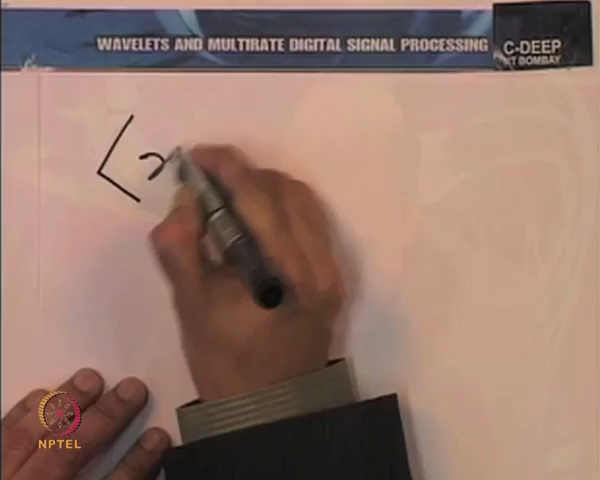 WAVELETS AND MULTIRATE DIGITAL SIGNAL PROCESSING
C-DEEP
IIT BOMBAY
⟨x
NPTEL